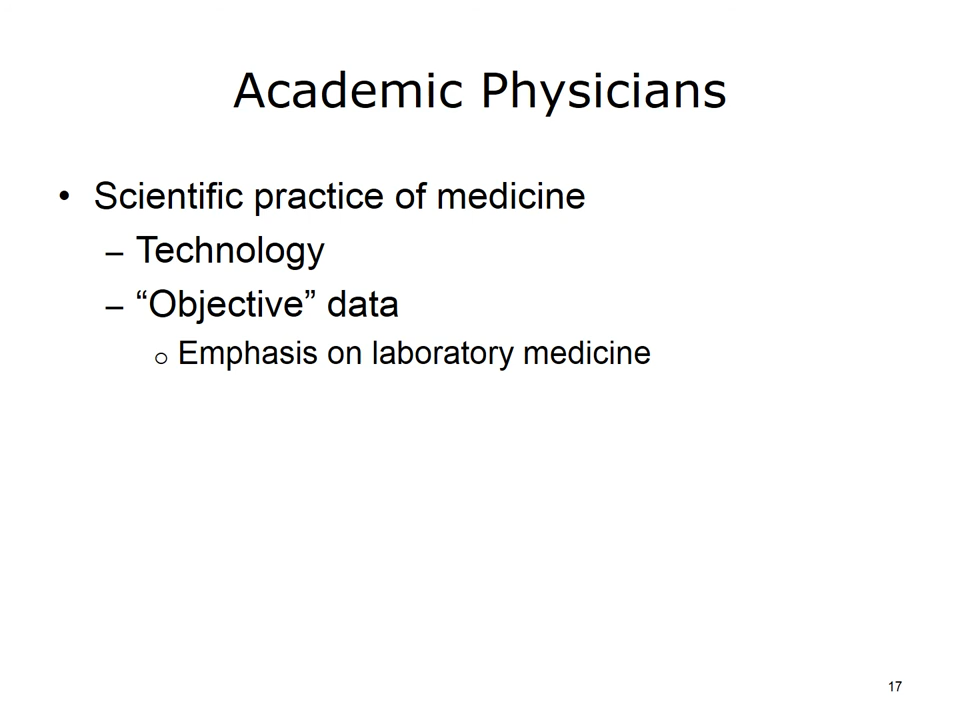 Academic Physicians
• Scientific practice of medicine
– Technology
– “Objective” data
o Emphasis on laboratory medicine
17